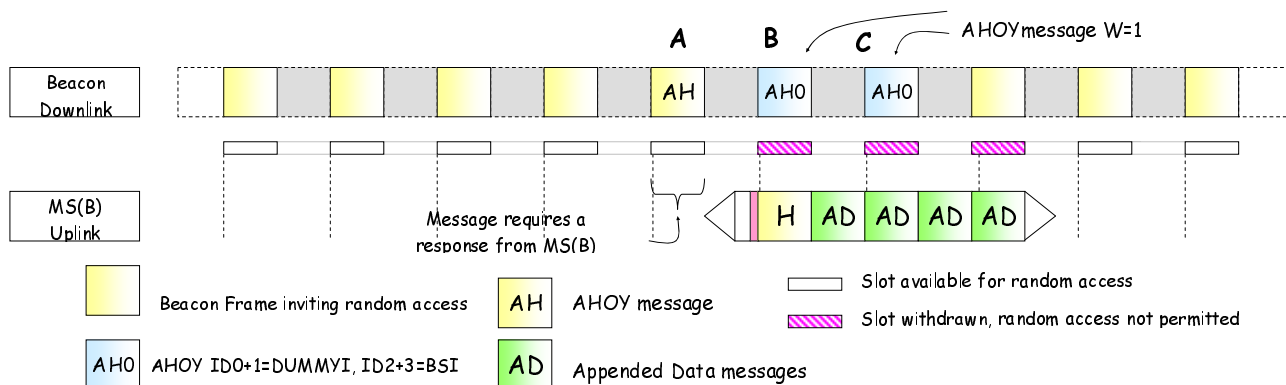 AHOY message W=1
A B C
Beacon
Downlink
AH AH0 AH0
MS(B)
Uplink
Message requires a
response from MS(B)
H AD AD AD AD
Beacon Frame inviting random access
AH AHOY message
Slot available for random access
Slot withdrawn, random access not permitted
AH0 AHOY ID0+1=DUMMYI, ID2+3=BSI
AD Appended Data messages